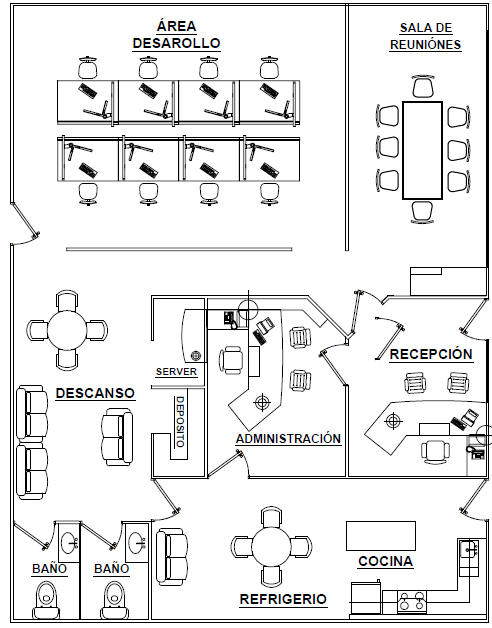 ÁREA
DESAROLLO
SALA DE
REUNIÓNES
RECEPCIÓN
SERVER
DESCANSO
DEPOSITO
ADMINISTRACIÓN
BAÑO
BAÑO
COCINA
REFRIGERIO